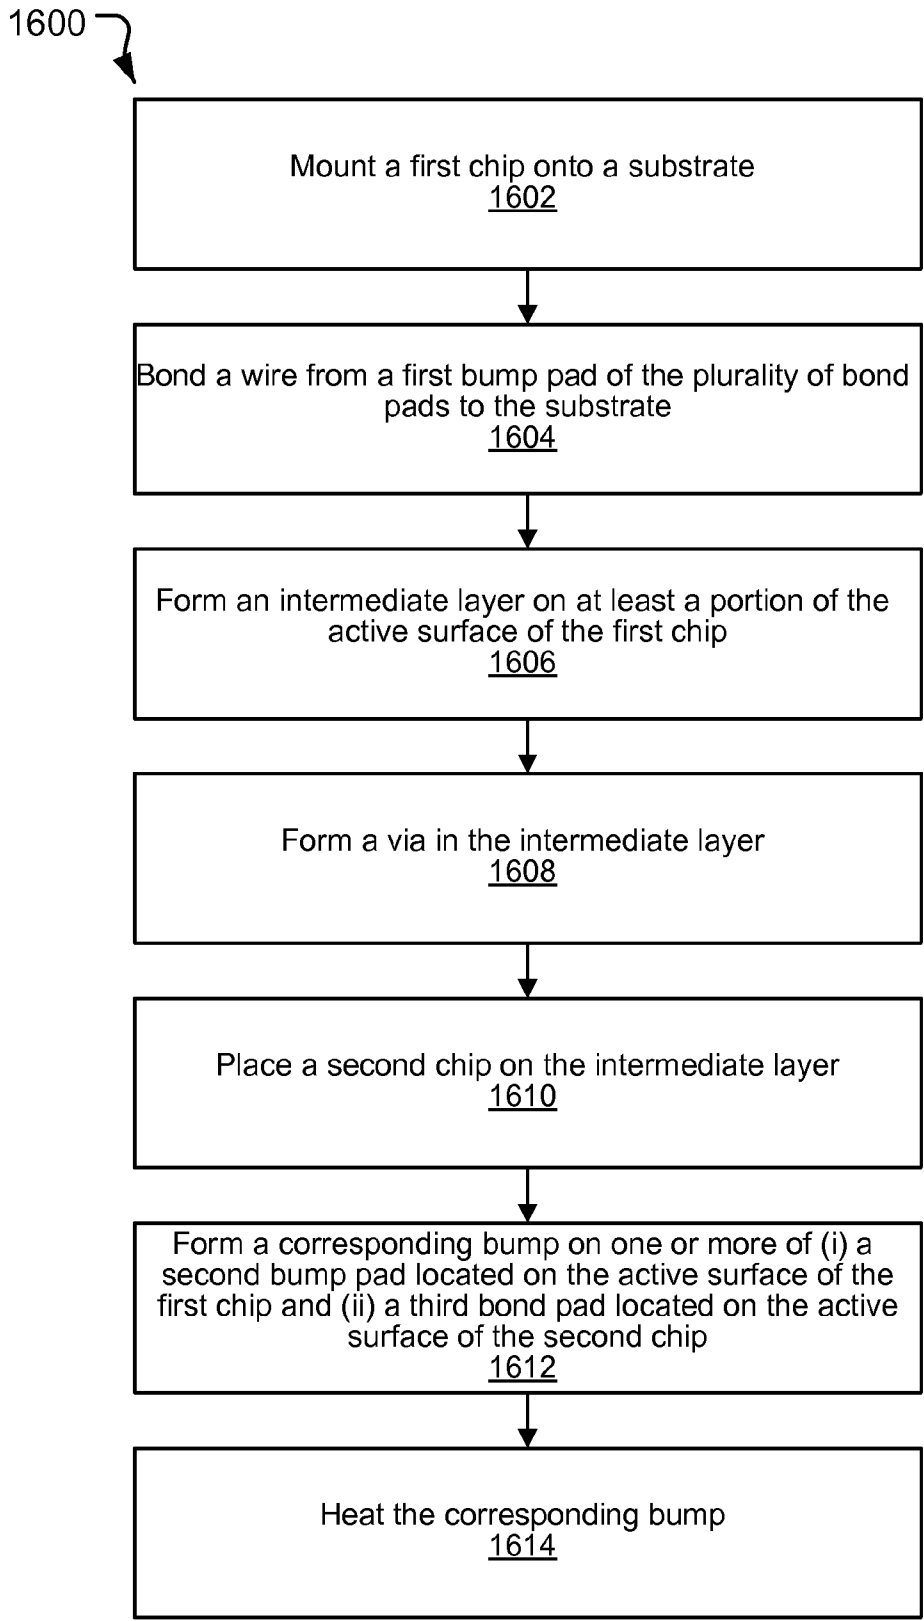 1600
Mount a first chip onto a substrate
1602
Bond a wire from a first bump pad of the plurality of bond
pads to the substrate
1604
Form an intermediate layer on at least a portion of the
active surface of the first chip
1606
Form a via in the intermediate layer
1608
Place a second chip on the intermediate layer
1610
Form a corresponding bump on one or more of (i) a
second bump pad located on the active surface of the
first chip and (ii) a third bond pad located on the active
surface of the second chip
1612
Heat the corresponding bump
1614